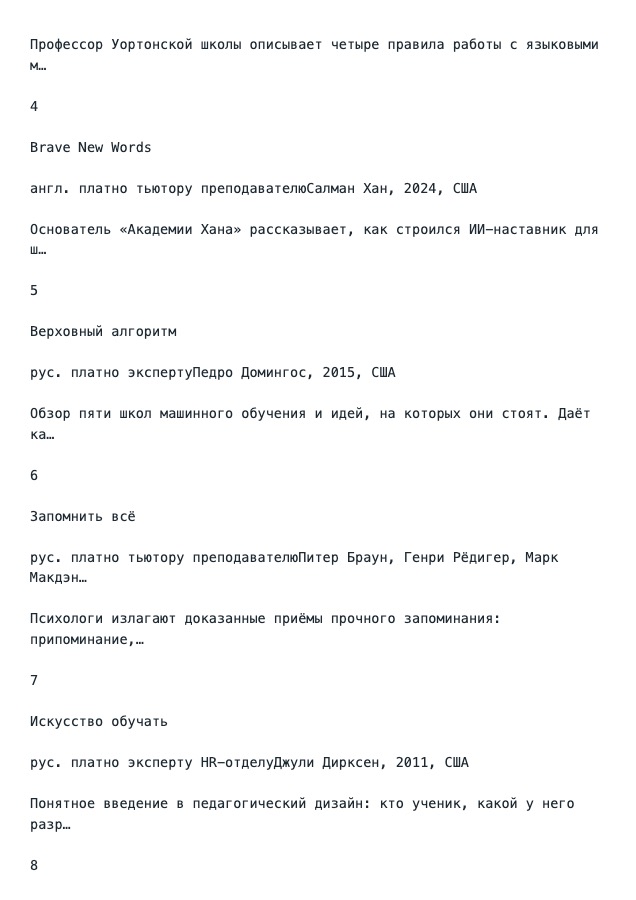 Профессор Уортонской школы описывает четыре правила работы с языковыми
м…
4
Brave New Words
англ. платно тьютору преподавателюСалман Хан, 2024, США
Основатель «Академии Хана» рассказывает, как строился ИИ-наставник для
ш…
5
Верховный алгоритм
рус. платно экспертуПедро Домингос, 2015, США
Обзор пяти школ машинного обучения и идей, на которых они стоят. Даёт
ка…
6
Запомнить всё
рус. платно тьютору преподавателюПитер Браун, Генри Рёдигер, Марк
Макдэн…
Психологи излагают доказанные приёмы прочного запоминания:
припоминание,…
7
Искусство обучать
рус. платно эксперту HR-отделуДжули Дирксен, 2011, США
Понятное введение в педагогический дизайн: кто ученик, какой у него
разр…
8